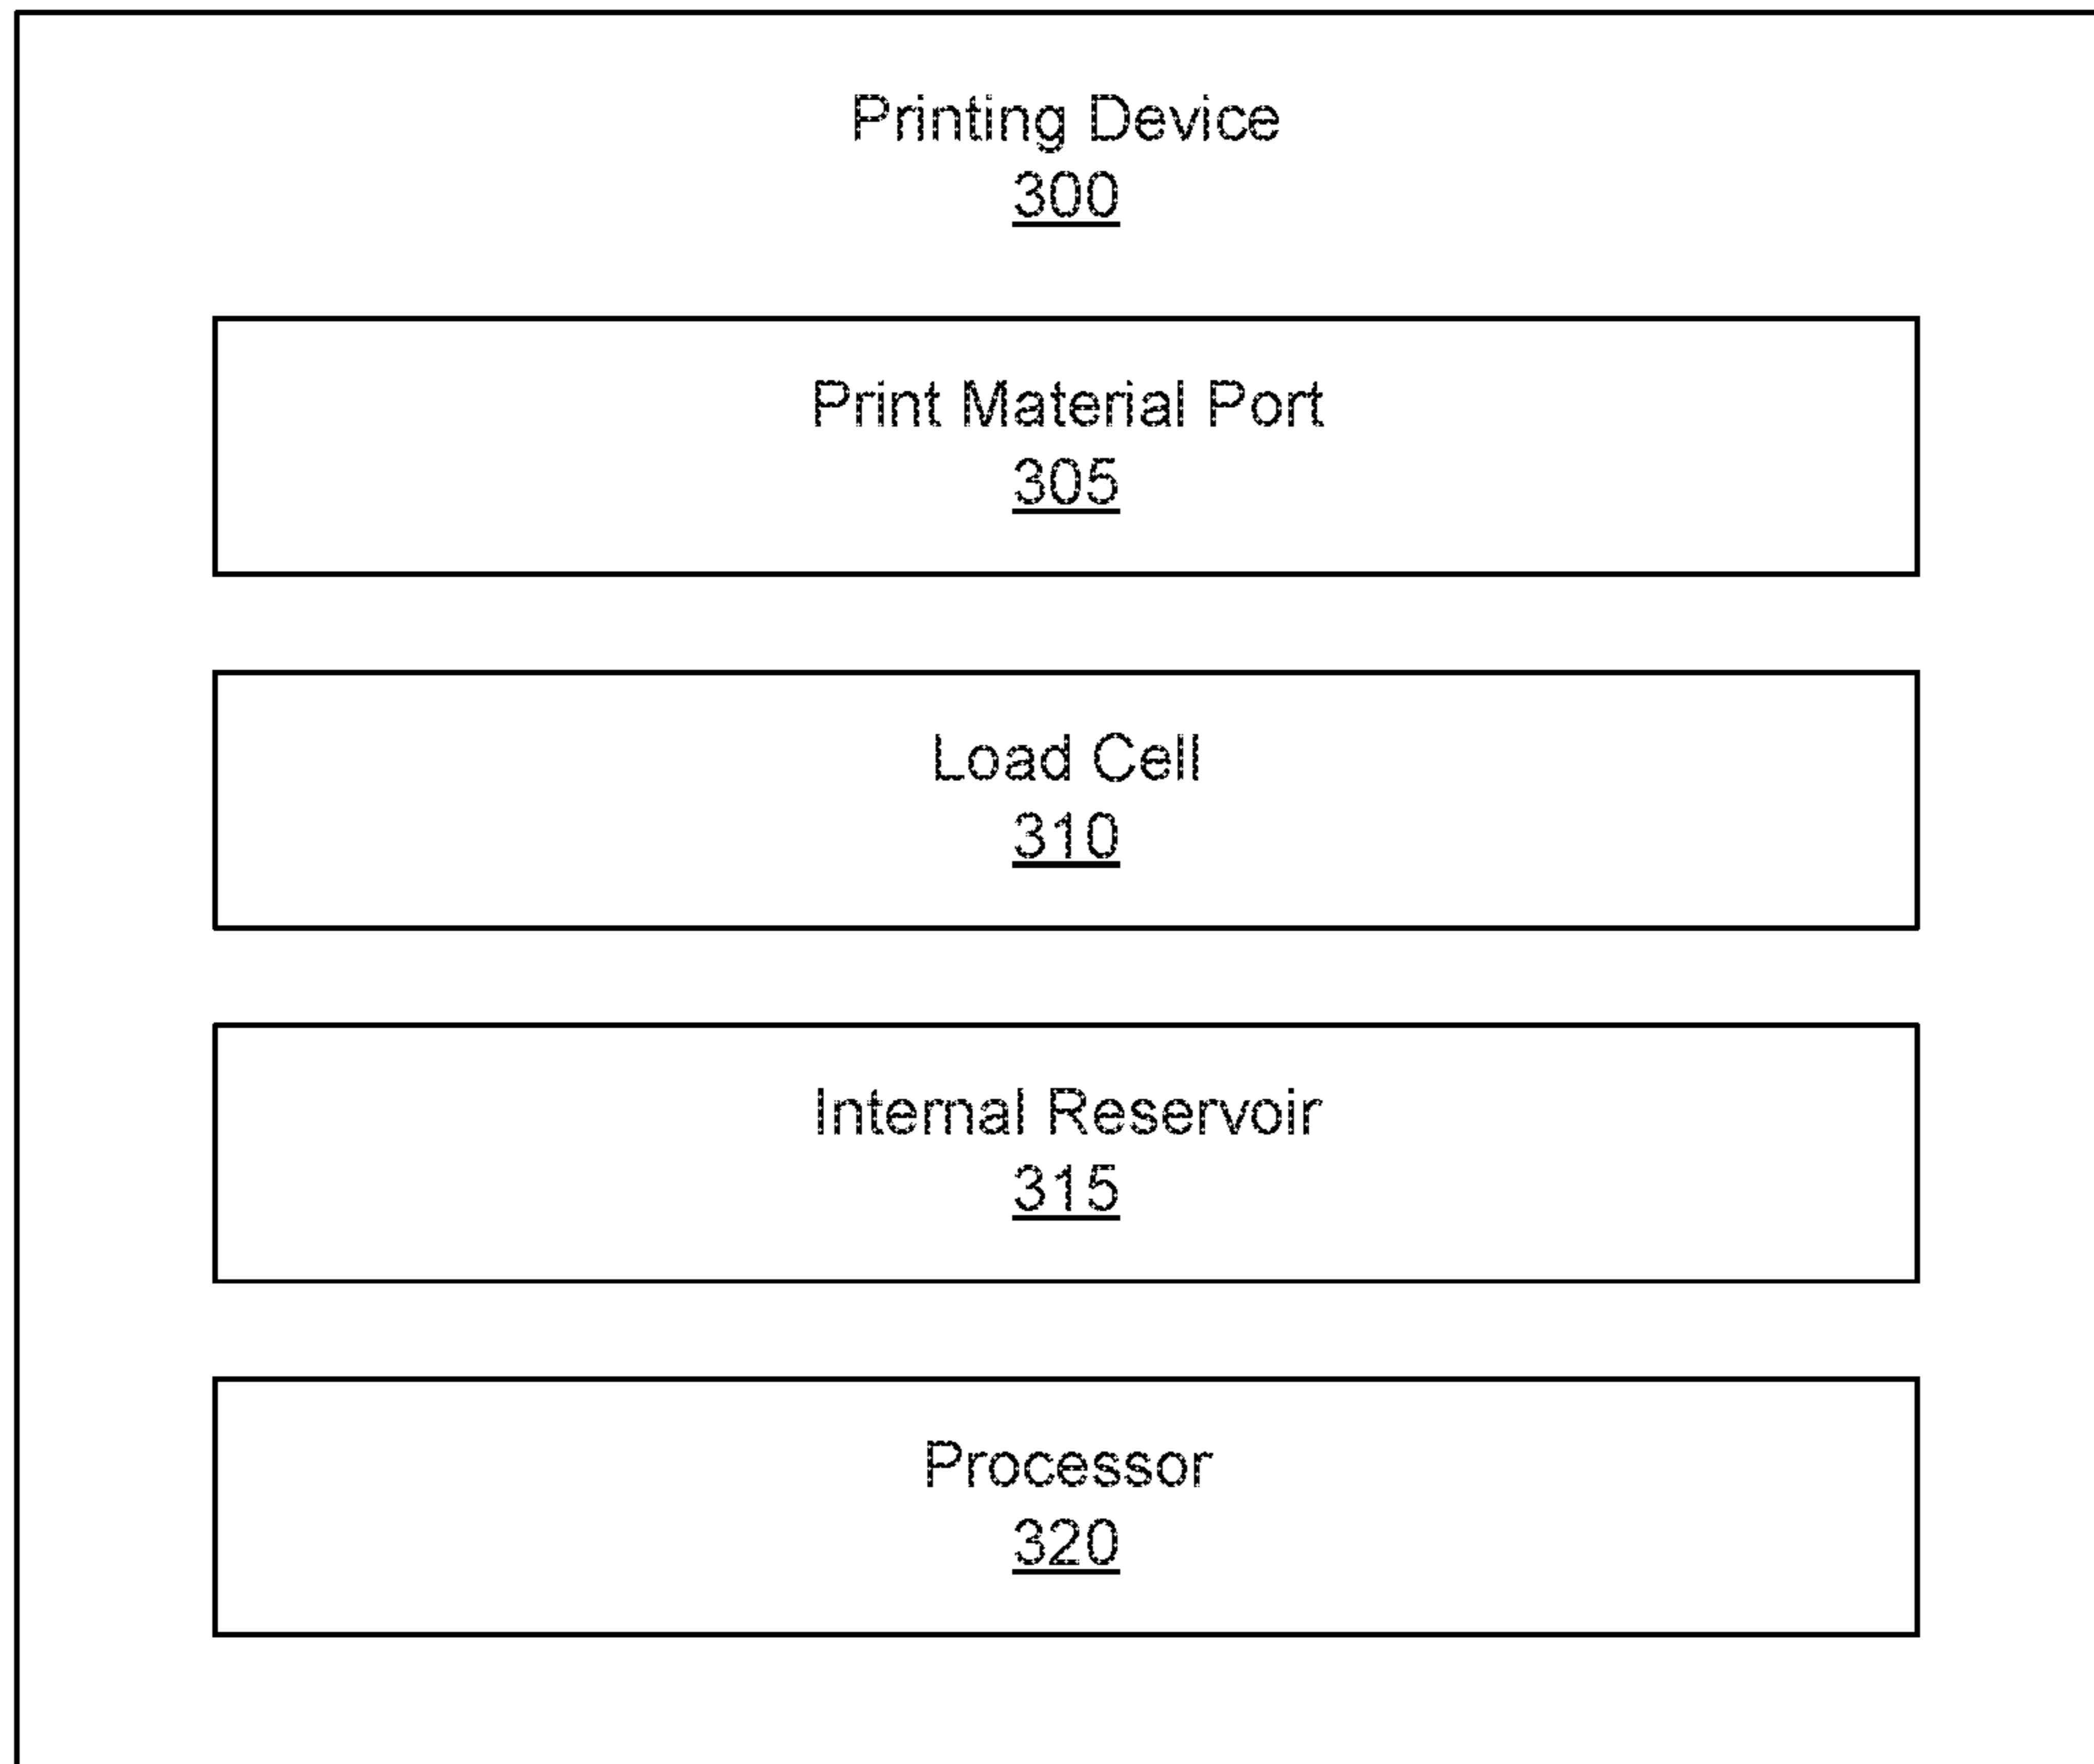 Printing Device
300
Print Material Port
305
Load Cell
310
Internal Reservoir
315
Processor
320